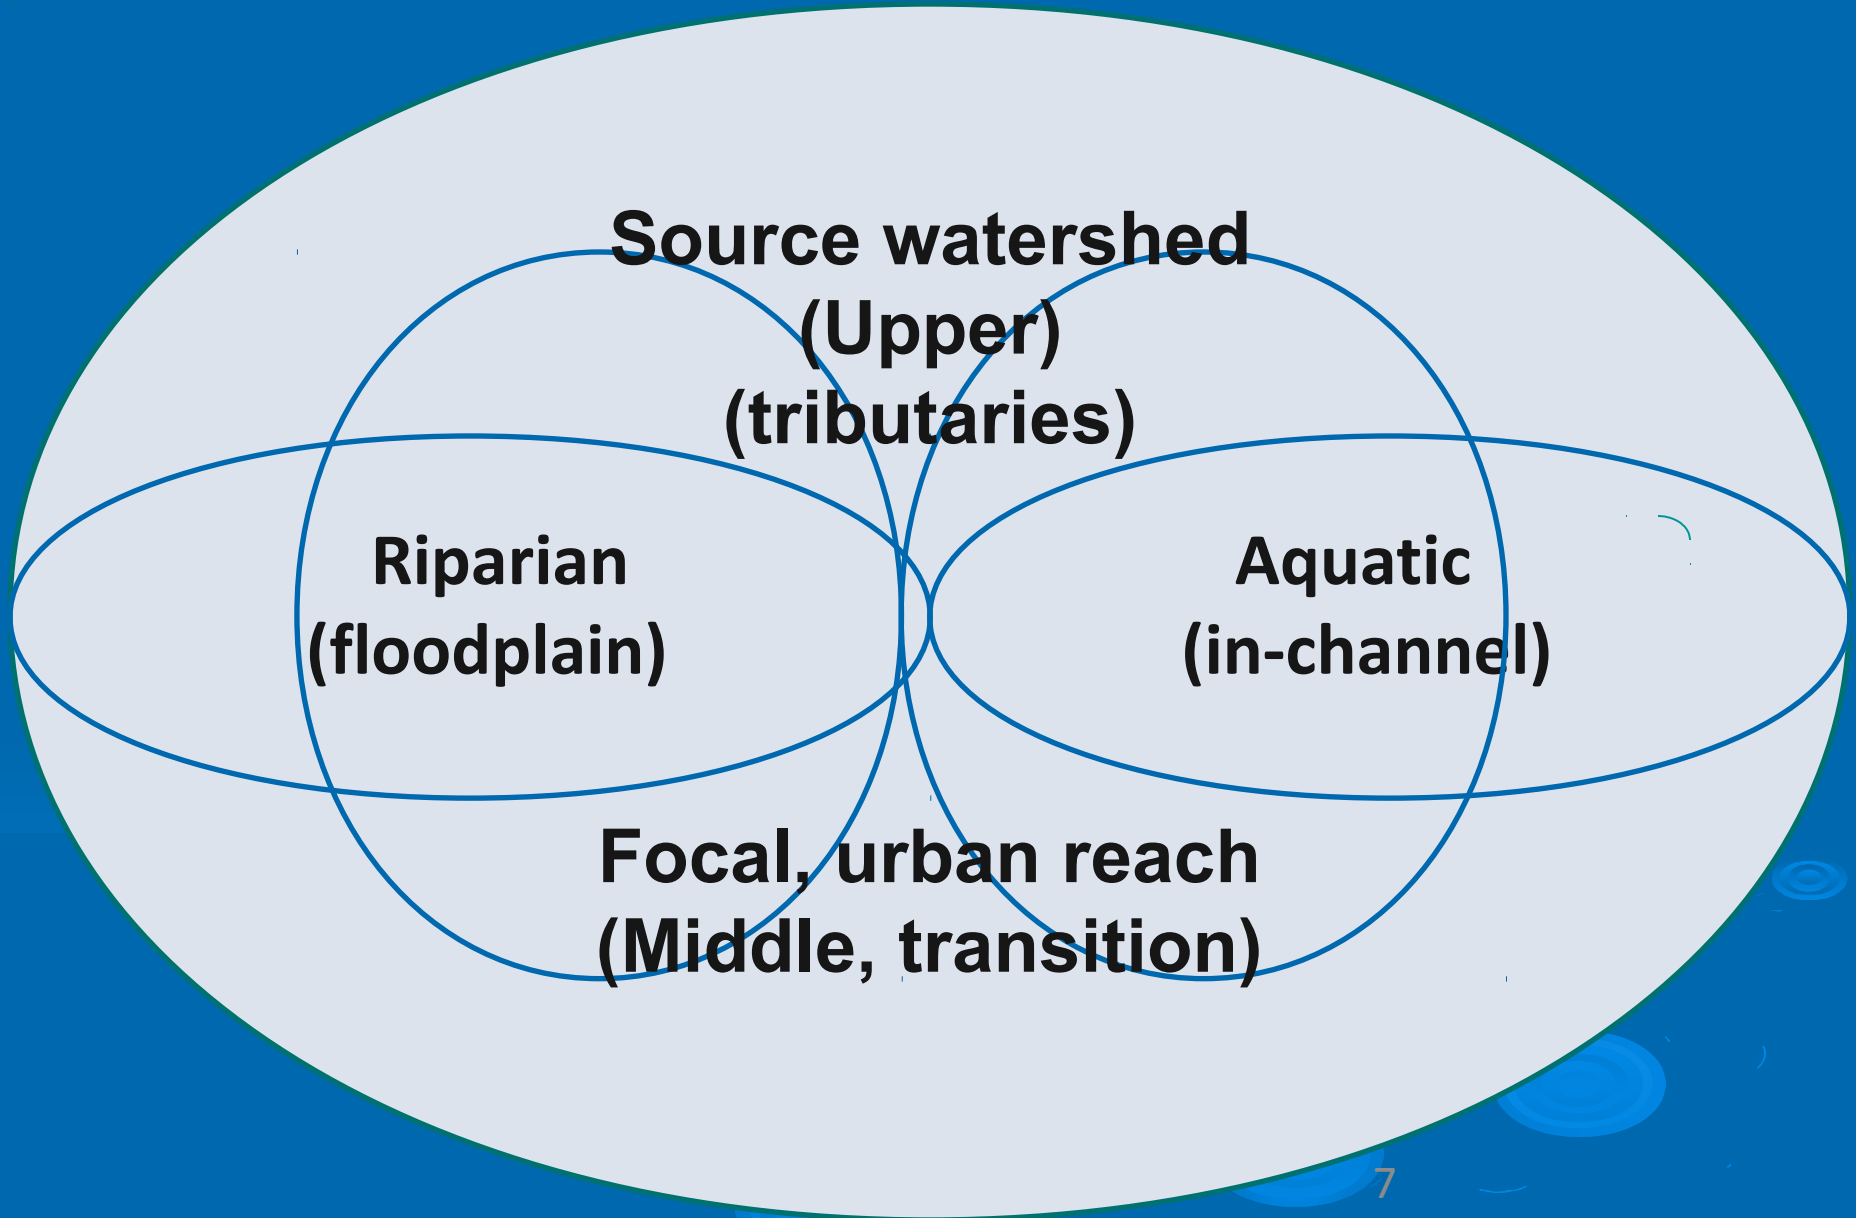 Source watershed
(Upper)
(tributaries)
Riparian
(floodplain)
Aquatic
(in-channel)
Focal, urban reach
(Middle, transition)
7